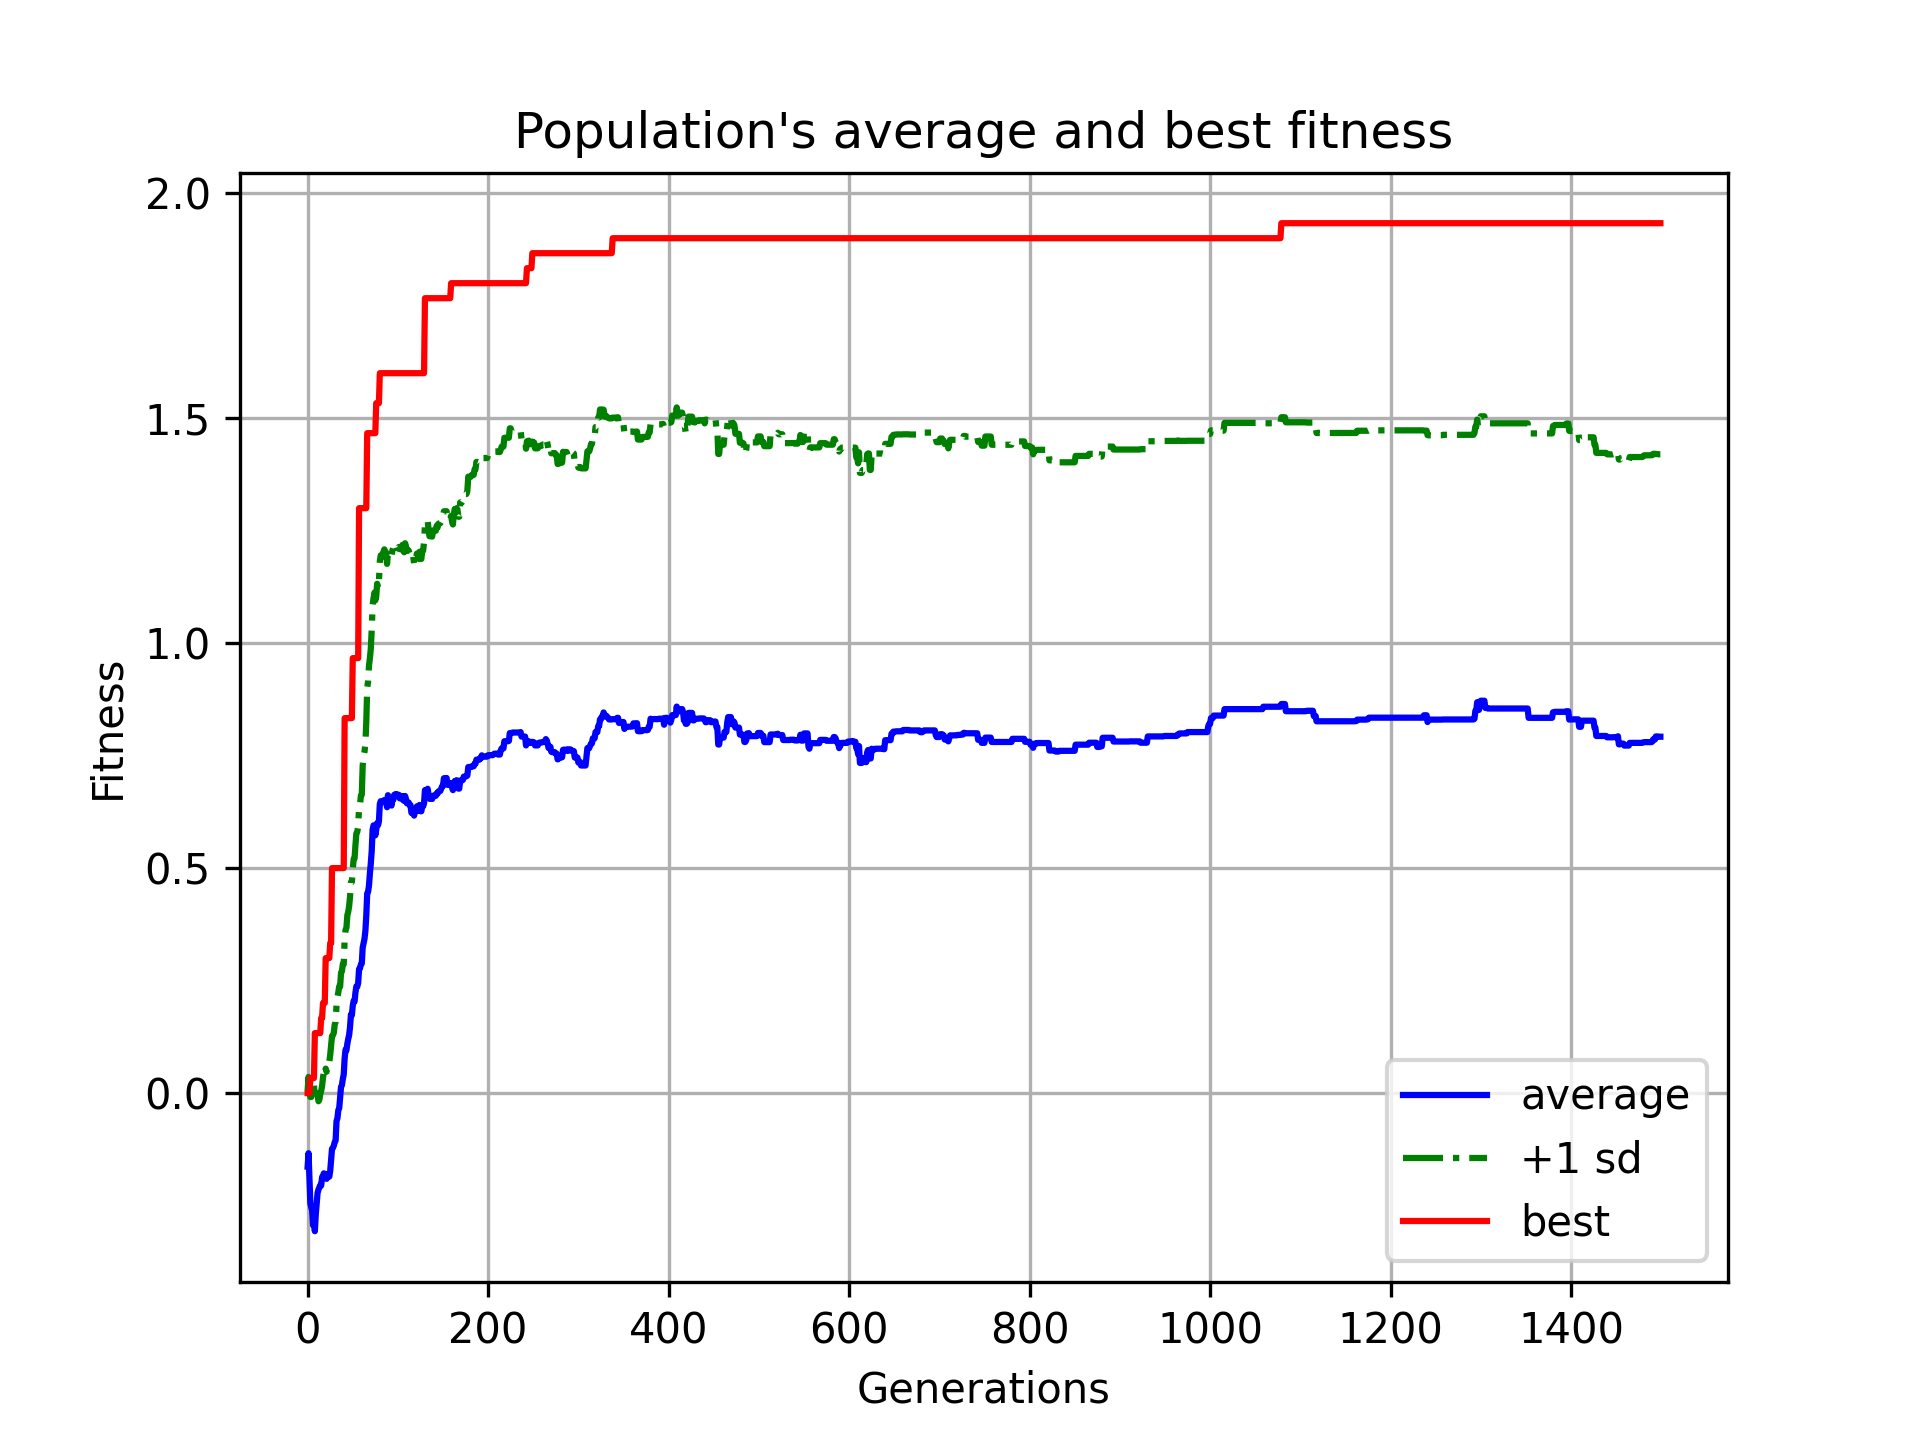 Population's average and best fitness
2.0
1.5
1.0
0.5
0.0
Fitness
average
+1 sd
best
0 200 400 600 800 1000 1200 1400
Generations